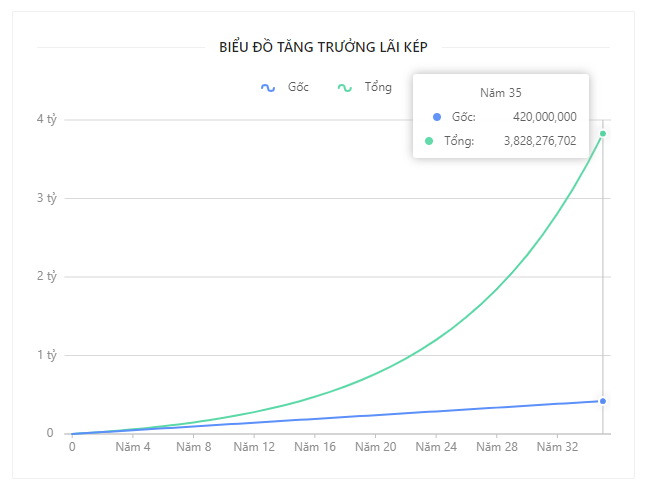 BIỂU ĐỒ TĂNG TRƯỞNG LÃI KÉP
Gốc Tổng
Năm 35
Gốc: 420,000,000
Tổng: 3,828,276,702
4 tỷ
3 tỷ
2 tỷ
1 tỷ
0
0 Năm 4 Năm 8 Năm 12 Năm 16 Năm 20 Năm 24 Năm 28 Năm 32